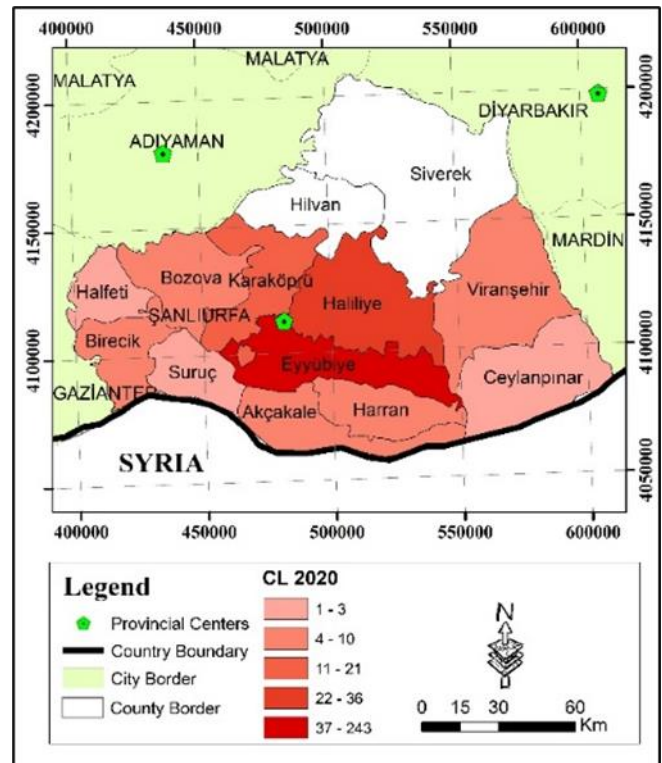 400000 450000 500000 550000 600000
MALATYA MALATYA
4200000 4200000
DİYARBAKIR
ADIYAMAN
Siverek
Hilvan
4150000 4150000
MARDİN
Bozova Karaköprü Viranşehir
Halfeti Haliliye
ŞANLIURFA
Birecik
4100000 4100000
Suruç Eyyübiye Ceylanpınar
GAZİANTEP
Akçakale Harran
SYRIA
4050000
400000 450000 500000 550000 600000
Legend
Provincial Centers
Country Boundary
City Border
County Border
CL 2020
1 - 3
4 - 10
11 - 21
22 - 36
37 - 243
N
0 15 30 60
Km